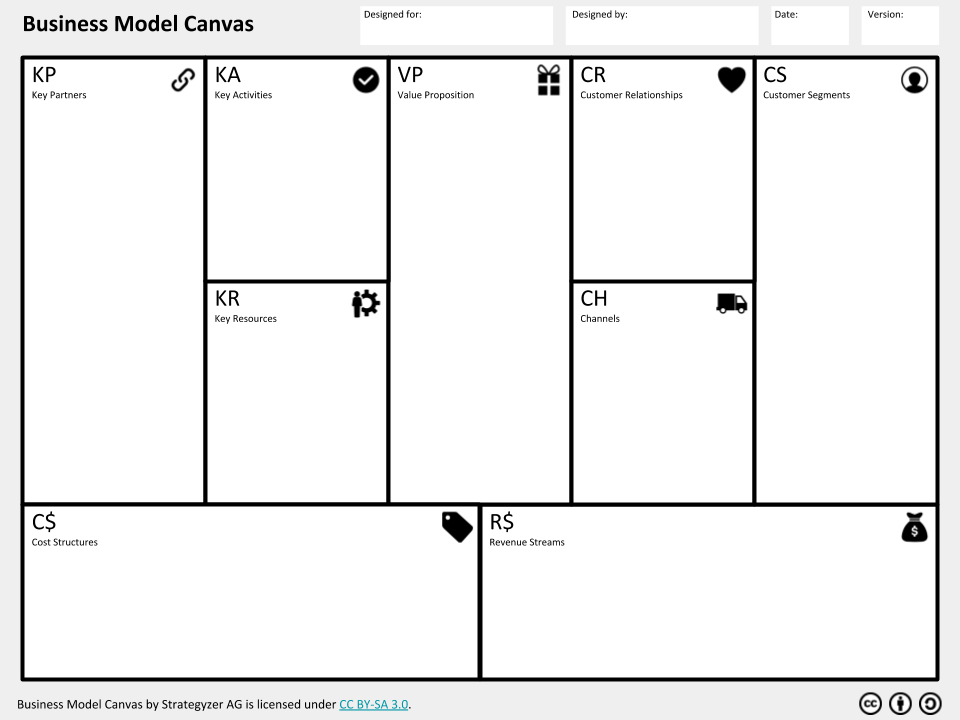 Business Model Canvas
Designed for:
Designed by:
Date:
Version:
KP
Key Partners
KA
Key Activities
VP
Value Proposition
CR
Customer Relationships
CS
Customer Segments
KR
Key Resources
CH
Channels
C$
Cost Structures
R$
Revenue Streams
$
Business Model Canvas by Strategyzer AG is licensed under CC BY-SA 3.0.
cc